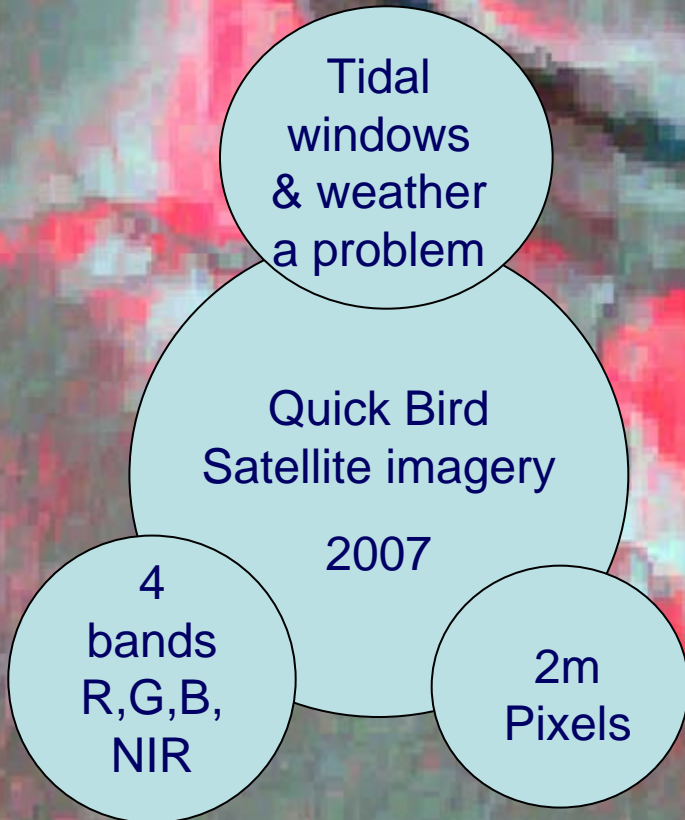 Tidal
windows
& weather
a problem
Quick Bird
Satellite imagery
2007
4
bands
R,G,B,
NIR
2m
Pixels